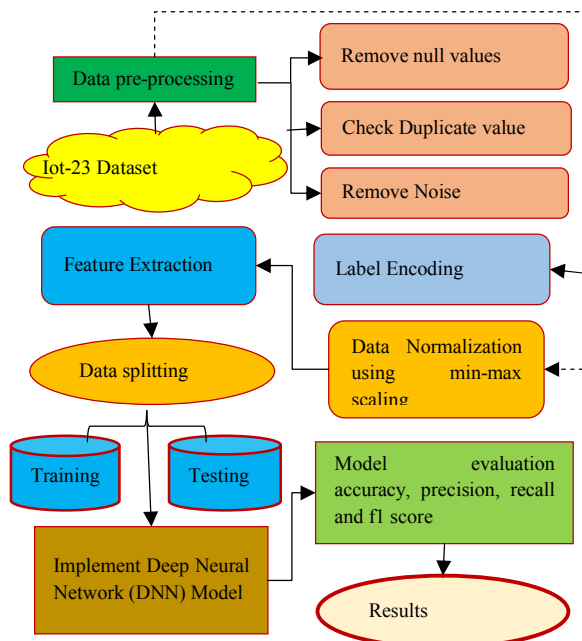 Data pre-processing
Remove null values
Check Duplicate value
Iot-23 Dataset
Remove Noise
Feature Extraction
Label Encoding
Data splitting
Data Normalization
using min-max
scaling
Training
Testing
Model evaluation
accuracy, precision, recall
and f1 score
Implement Deep Neural
Network (DNN) Model
Results